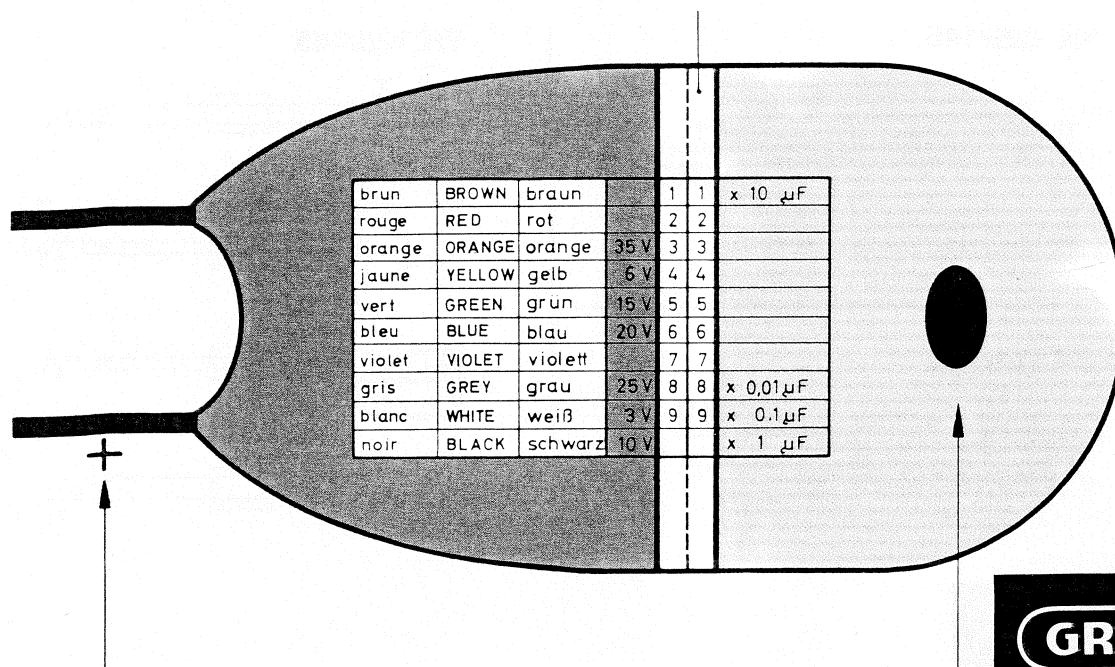 brun BROWN braun 1 1 x 10 µF
rouge RED rot 2 2
orange ORANGE orange 35 V 3 3
jaune YELLOW gelb 6 V 4 4
vert GREEN grün 15 V 5 5
bleu BLUE blau 20 V 6 6
violet VIOLET violett 7 7
gris GREY grau 25 V 8 8 x 0,01 µF
blanc WHITE weiß 3 V 9 9 x 0.1 µF
noir BLACK schwarz 10 V x 1 µF
+
GR